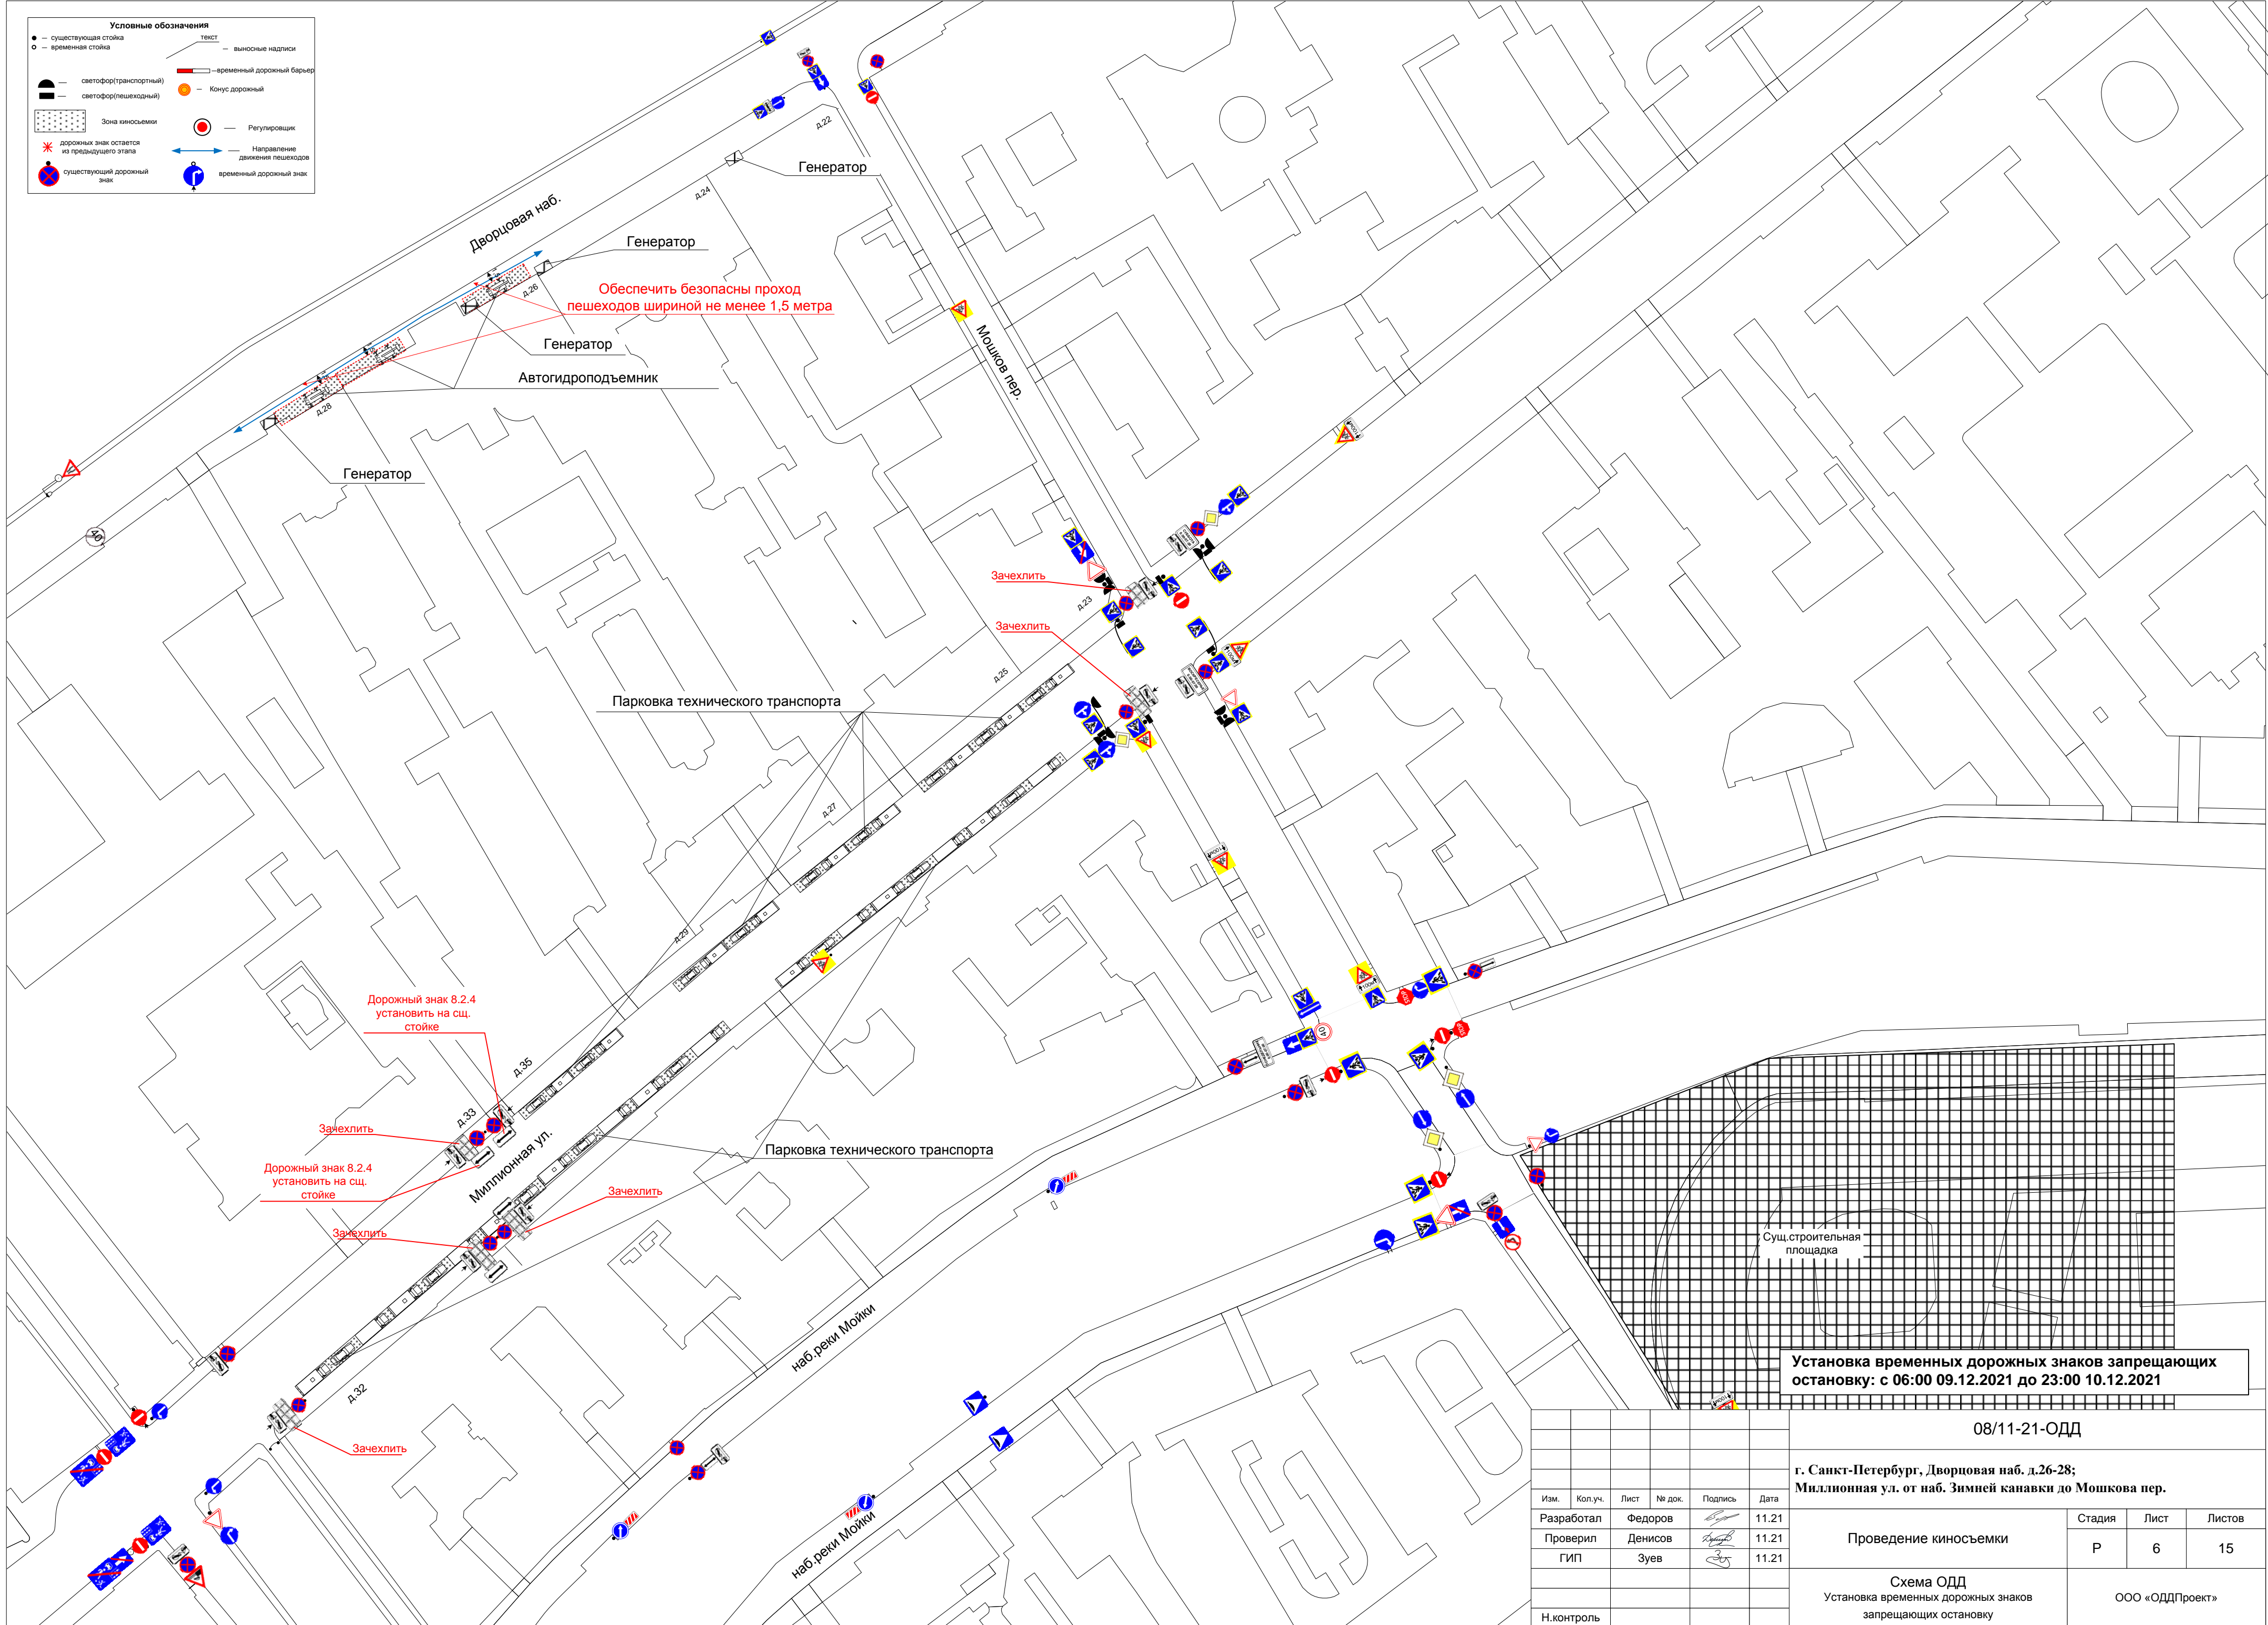 Условные обозначения
– существующая стойка
– временная стойка
текст
– выносные надписи
– светофор(транспортный)
– светофор(пешеходный)
–временный дорожный барьер
– Конус дорожный
Зона киносьемки
– Регулировщик
дорожных знак остается
из предыдущего этапа
– Направление
движения пешеходов
существующий дорожный
знак
временный дорожный знак
д.22
Генератор
д.24
Дворцовая наб.
Генератор
д.26
Обеспечить безопасны проход
пешеходов шириной не менее 1,5 метра
Генератор
Автогидроподъемник
д.28
Генератор
40
Мошков пер.
100м
Зачехлить
д.23
Зачехлить
100м
д.25
Парковка технического транспорта
д.27
100м
д.29
100м
40
Дорожный знак 8.2.4
установить на сщ.
стойке
д.35
д.33
Зачехлить
Миллионная ул.
Парковка технического транспорта
Дорожный знак 8.2.4
установить на сщ.
стойке
Зачехлить
Зачехлить
Сущ.строительная
площадка
наб.реки Мойки
д.32
Зачехлить
наб.реки Мойки
Установка временных дорожных знаков запрещающих
остановку: с 06:00 09.12.2021 до 23:00 10.12.2021
100м
08/11-21-ОДД
г. Санкт-Петербург, Дворцовая наб. д.26-28;
Миллионная ул. от наб. Зимней канавки до Мошкова пер.
Изм. Кол.уч. Лист № док. Подпись Дата
Разработал Федоров 11.21
Проверил Денисов 11.21
ГИП Зуев 11.21
Н.контроль
Проведение киносъемки
Стадия Лист Листов
Р 6 15
Схема ОДД
Установка временных дорожных знаков
запрещающих остановку
ООО «ОДДПроект»